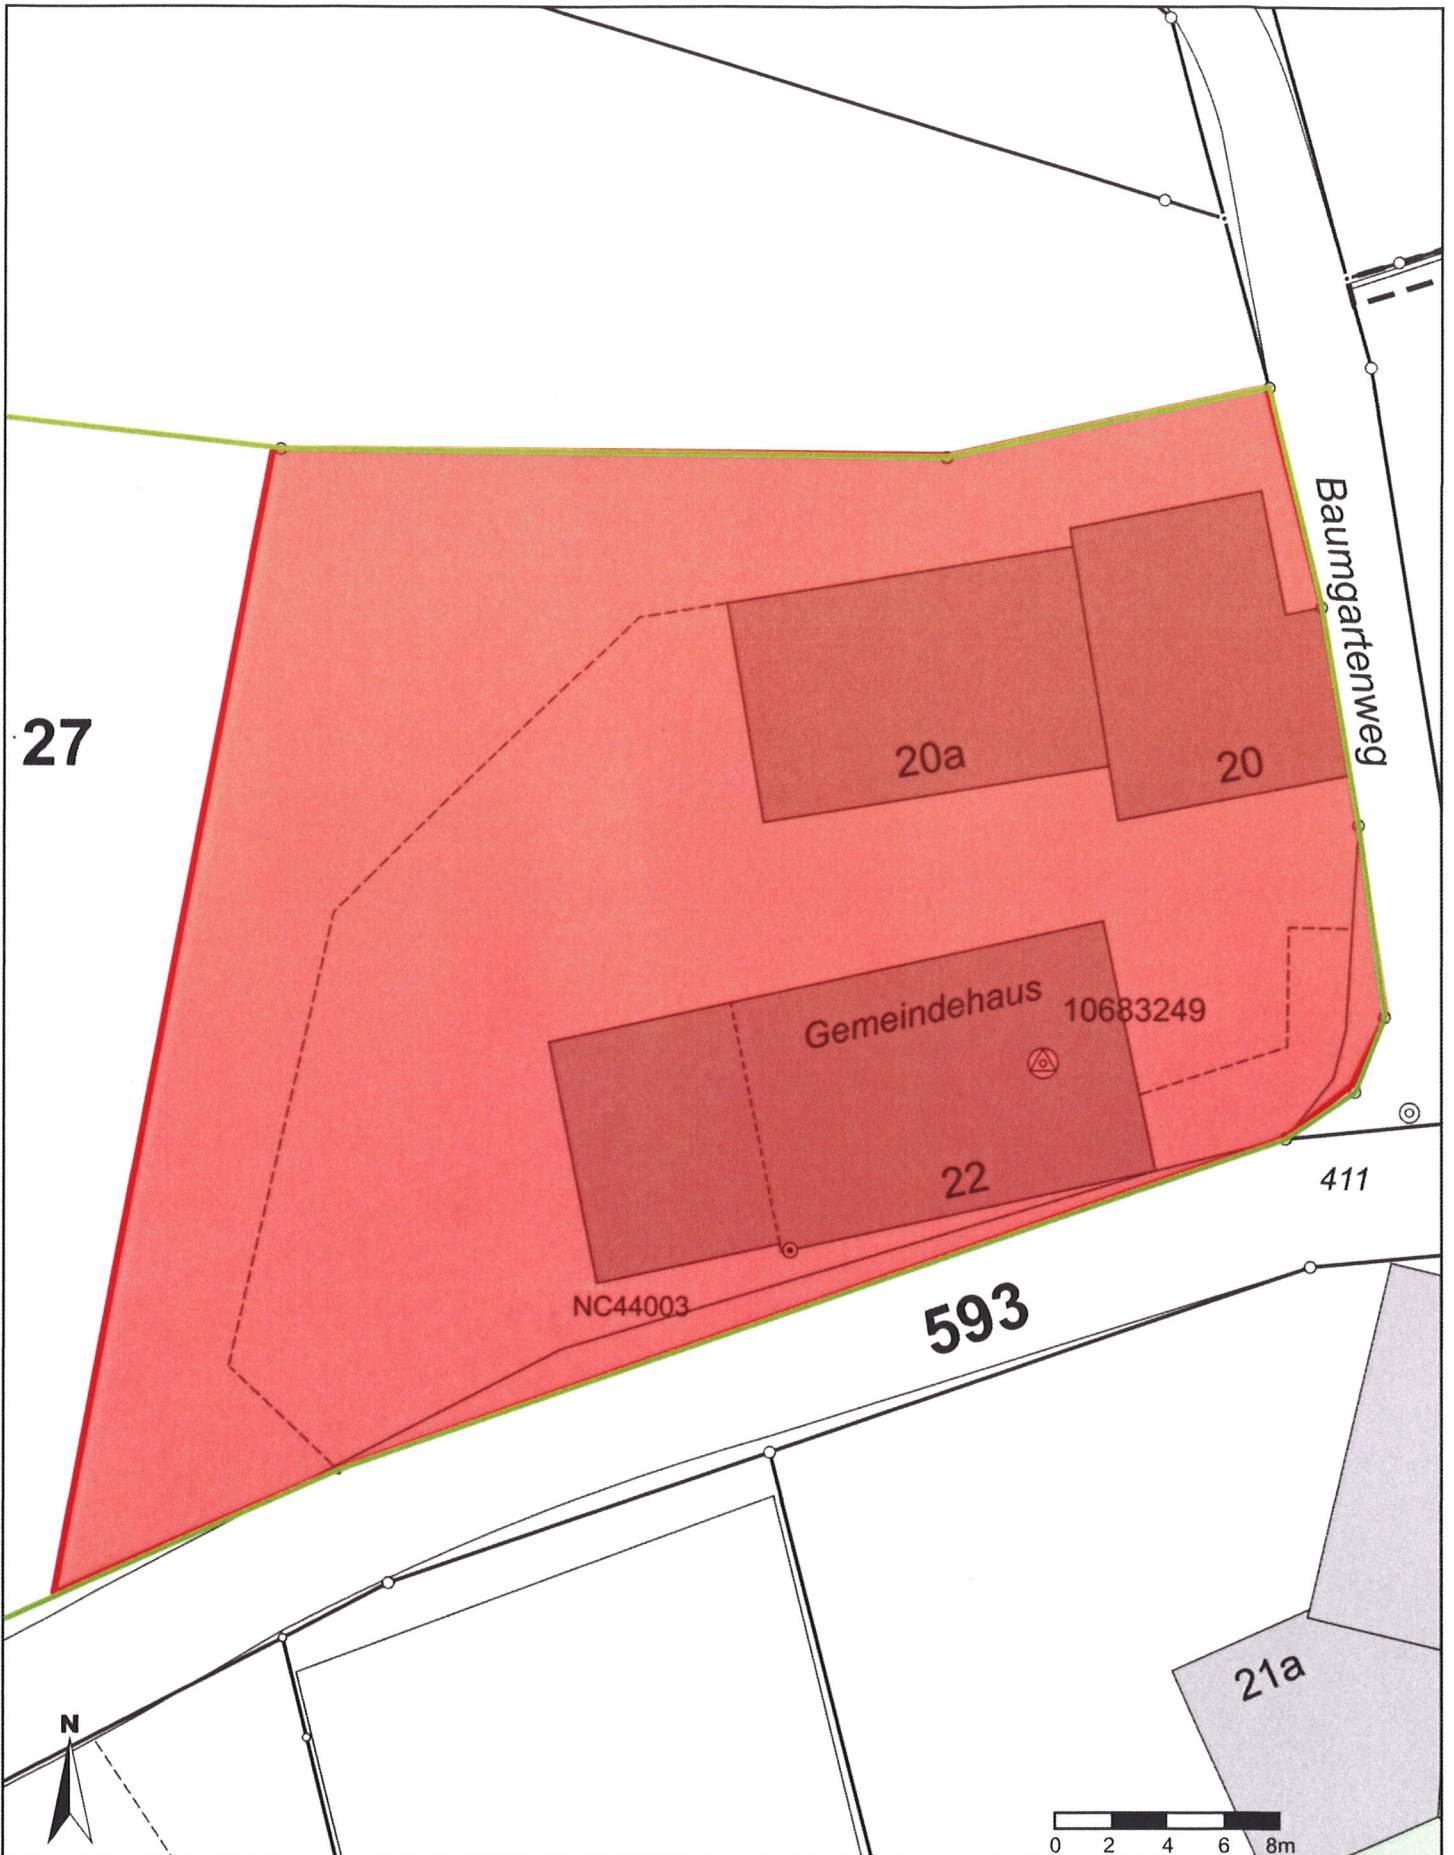 Baumgartenweg
27
20a
20
Gemeindehaus
10683249
22
411
NC44003
593
21a
N
0 2 4 6 8m